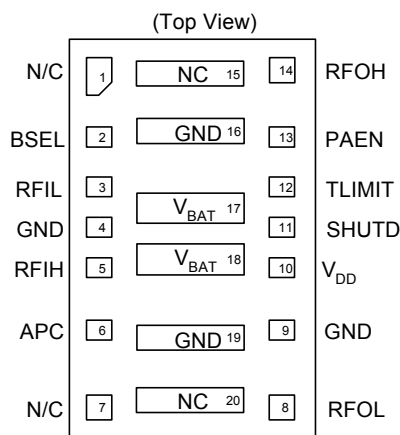 (Top View)
N/C 1 NC 15 14 RFOH
BSEL 2 GND 16 13 PAEN
RFIL 3 12 TLIMIT
VBAT 17
GND 4 11 SHUTD
RFIH 5 VBAT 18 10 VDD
APC 6 GND 19 9 GND
N/C 7 NC 20 8 RFOL